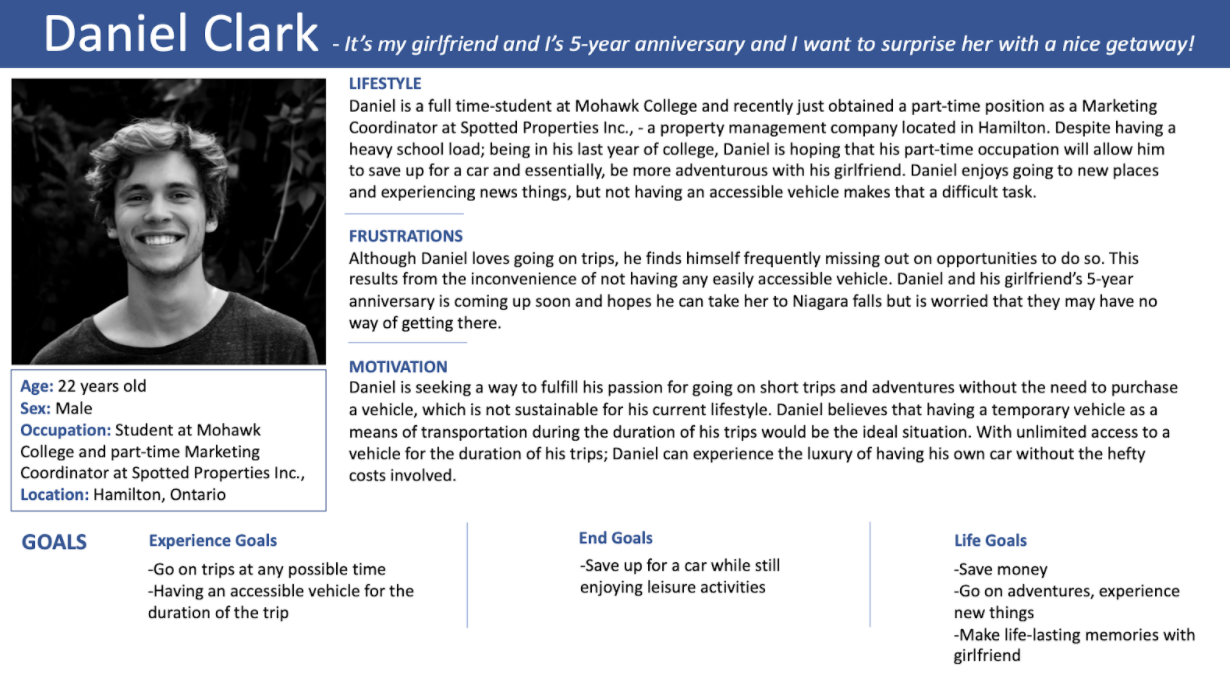 Daniel Clark - It's my girlfriend and I's 5-year anniversary and I want to surprise her with a nice getaway!
LIFESTYLE
Daniel is a full time-student at Mohawk College and recently just obtained a part-time position as a Marketing
Coordinator at Spotted Properties Inc., - a property management company located in Hamilton. Despite having a
heavy school load; being in his last year of college, Daniel is hoping that his part-time occupation will allow him
to save up for a car and essentially, be more adventurous with his girlfriend. Daniel enjoys going to new places
and experiencing news things, but not having an accessible vehicle makes that a difficult task.
FRUSTRATIONS
Although Daniel loves going on trips, he finds himself frequently missing out on opportunities to do so. This
results from the inconvenience of not having any easily accessible vehicle. Daniel and his girlfriend's 5-year
anniversary is coming up soon and hopes he can take her to Niagara falls but is worried that they may have no
way of getting there.
MOTIVATION
Daniel is seeking a way to fulfill his passion for going on short trips and adventures without the need to purchase
a vehicle, which is not sustainable for his current lifestyle. Daniel believes that having a temporary vehicle as a
means of transportation during the duration of his trips would be the ideal situation. With unlimited access to a
vehicle for the duration of his trips; Daniel can experience the luxury of having his own car without the hefty
costs involved.
Age: 22 years old
Sex: Male
Occupation: Student at Mohawk
College and part-time Marketing
Coordinator at Spotted Properties Inc.,
Location: Hamilton, Ontario
GOALS
Experience Goals
-Go on trips at any possible time
-Having an accessible vehicle for the
duration of the trip
End Goals
-Save up for a car while still
enjoying leisure activities
Life Goals
-Save money
-Go on adventures, experience
new things
-Make life-lasting memories with
girlfriend